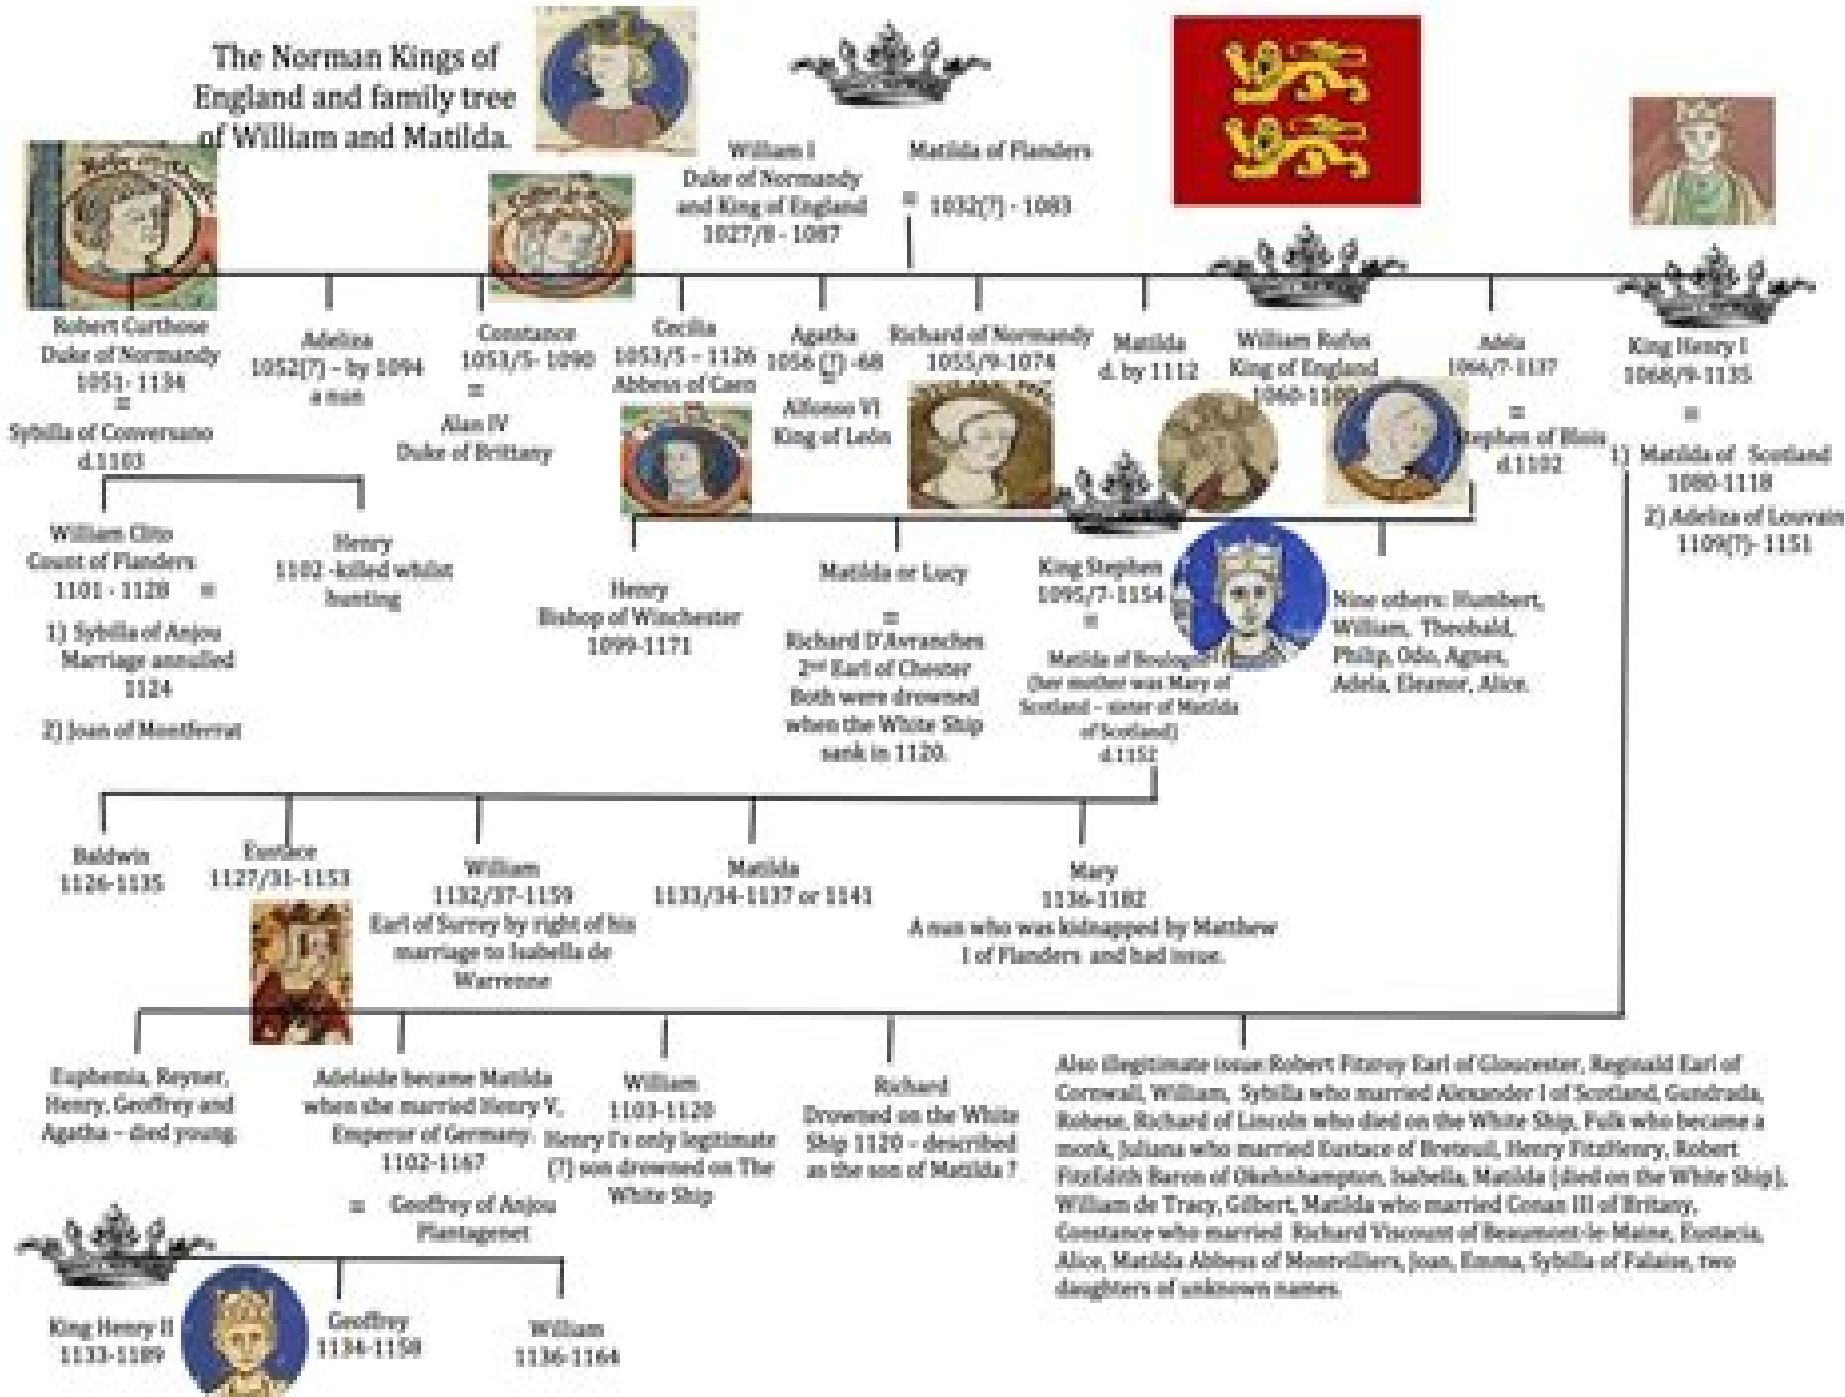 The Norman Kings of
England and family tree
of William and Matilda.
William I
Duke of Normandy
and King of England
1027/8 - 1087
=
Matilda of Flanders
1032(?) - 1083
Robert Curthose
Duke of Normandy
1051- 1134
=
Sybilla of Conversano
d.1103
Adeliza
1052(?) – by 1094
a nun
Constance
1053/5- 1090
=
Alan IV
Duke of Brittany
Cecilia
1053/5 – 1126
Abbess of Caen
Agatha
1056 (?) -68
=
Alfonso VI
King of León
Richard of Normandy
1055/9-1074
Matilda
d. by 1112
William Rufus
King of England
1060-1100
Adela
1066/7-1137
=
Stephen of Blois
d.1102
King Henry I
1068/9-1135
=
1) Matilda of Scotland
1080-1118
2) Adeliza of Louvain
1109(?)- 1151
William Clito
Count of Flanders
1101 - 1128 =
1) Sybilla of Anjou
Marriage annulled
1124
2) Joan of Montferrat
Henry
1102 -killed whilst
hunting
Henry
Bishop of Winchester
1099-1171
Matilda or Lucy
=
Richard D'Avranches
2nd Earl of Chester
Both were drowned
when the White Ship
sank in 1120.
King Stephen
1095/7-1154
=
Matilda of Boulogne
(her mother was Mary of
Scotland – sister of Matilda
of Scotland)
d.1152
Nine others: Humbert,
William, Theobald,
Philip, Odo, Agnes,
Adela, Eleanor, Alice.
Baldwin
1126-1135
Eustace
1127/31-1153
William
1132/37-1159
Earl of Surrey by right of his
marriage to Isabella de
Warrenne
Matilda
1133/34-1137 or 1141
Mary
1136-1182
A nun who was kidnapped by Matthew
I of Flanders and had issue.
Euphemia, Reyner,
Henry, Geoffrey and
Agatha – died young.
Adelaide became Matilda
when she married Henry V,
Emperor of Germany.
1102-1167
= Geoffrey of Anjou
Plantagenet
William
1103-1120
Henry I's only legitimate
(?) son drowned on The
White Ship
Richard
Drowned on the White
Ship 1120 – described
as the son of Matilda ?
Also illegitimate issue: Robert Fitzroy Earl of Gloucester, Reginald Earl of
Cornwall, William, Sybilla who married Alexander I of Scotland, Gundrada,
Rohese, Richard of Lincoln who died on the White Ship, Fulk who became a
monk, Juliana who married Eustace of Breteuil, Henry FitzHenry, Robert
FitzEdith Baron of Okehnhampton, Isabella, Matilda (died on the White Ship),
William de Tracy, Gilbert, Matilda who married Conan III of Britany,
Constance who married Richard Viscount of Beaumont-le-Maine, Eustacia,
Alice, Matilda Abbess of Montvilliers, Joan, Emma, Sybilla of Falaise, two
daughters of unknown names.
King Henry II
1133-1189
Geoffrey
1134-1158
William
1136-1164